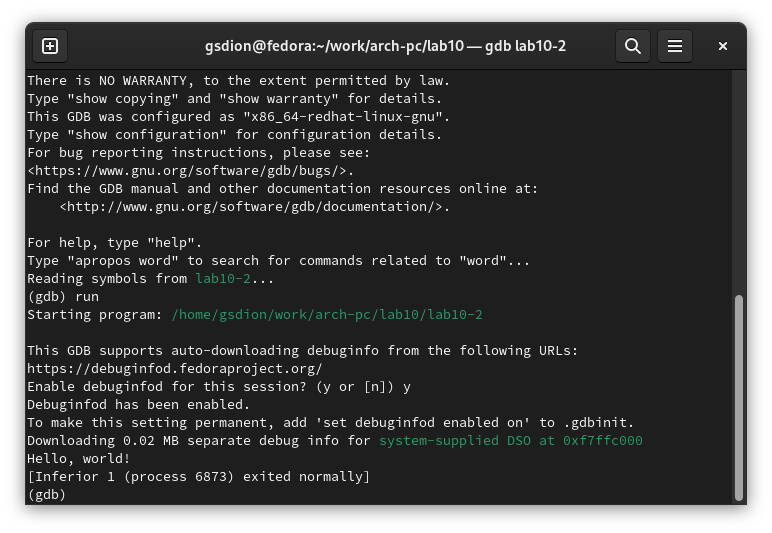 gsdion@fedora:~/work/arch-pc/lab10 — gdb lab10-2
There is NO WARRANTY, to the extent permitted by law.
Type "show copying" and "show warranty" for details.
This GDB was configured as "x86_64-redhat-linux-gnu".
Type "show configuration" for configuration details.
For bug reporting instructions, please see:
<https://www.gnu.org/software/gdb/bugs/>.
Find the GDB manual and other documentation resources online at:
    <http://www.gnu.org/software/gdb/documentation/>.

For help, type "help".
Type "apropos word" to search for commands related to "word"...
Reading symbols from lab10-2...
(gdb) run
Starting program: /home/gsdion/work/arch-pc/lab10/lab10-2

This GDB supports auto-downloading debuginfo from the following URLs:
https://debuginfod.fedoraproject.org/
Enable debuginfod for this session? (y or [n]) y
Debuginfod has been enabled.
To make this setting permanent, add 'set debuginfod enabled on' to .gdbinit.
Downloading 0.02 MB separate debug info for system-supplied DSO at 0xf7ffc000
Hello, world!
[Inferior 1 (process 6873) exited normally]
(gdb)